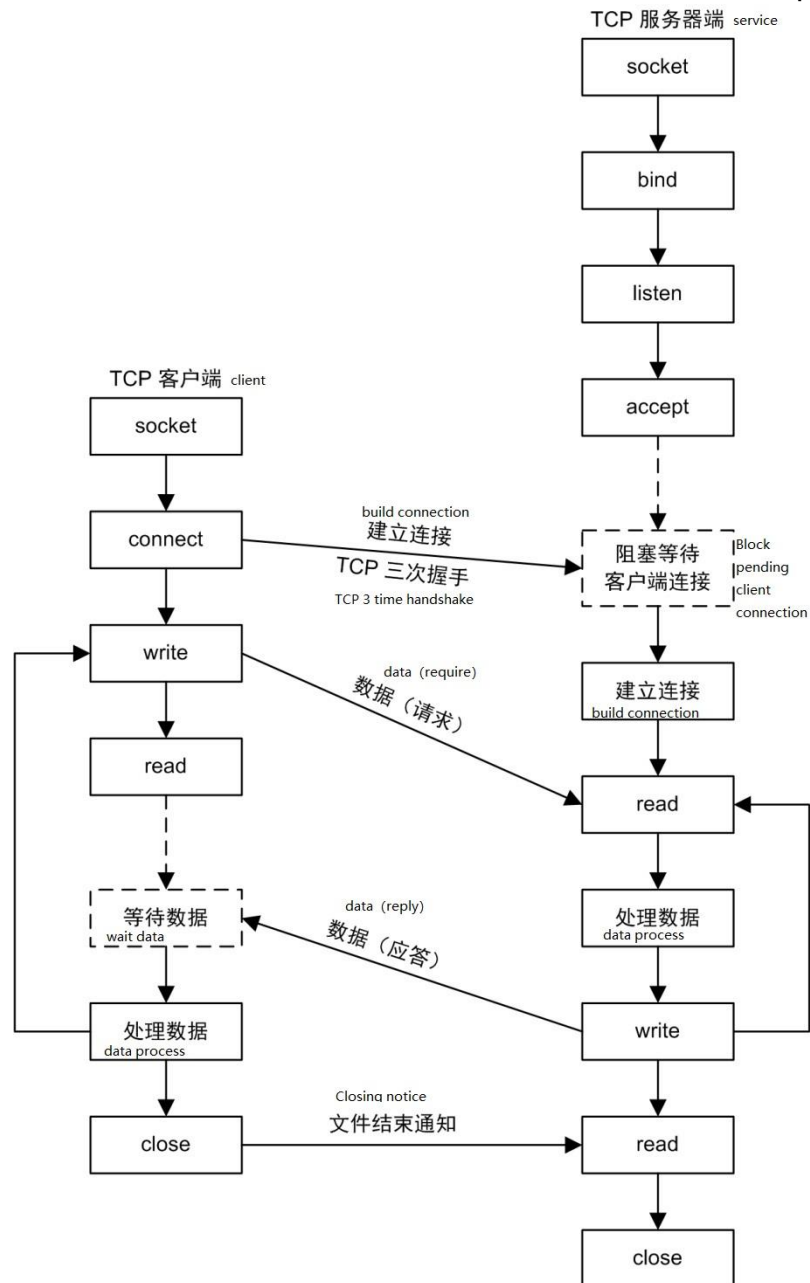 TCP 服务器端 service
socket
bind
listen
accept
TCP 客户端 client
socket
connect
build connection
建立连接
TCP 三次握手
TCP 3 time handshake
阻塞等待
客户端连接
Block
pending
client
connection
write
data（require）
数据（请求）
建立连接
build connection
read
read
等待数据
wait data
data（reply）
数据（应答）
处理数据
data process
处理数据
data process
write
close
Closing notice
文件结束通知
read
close